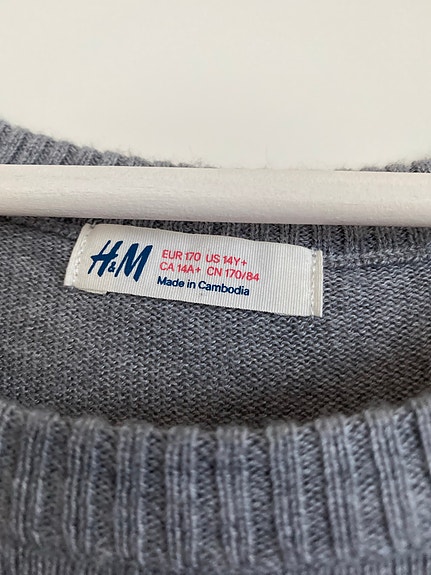 H&M
EUR 170 US 14Y+
CA 14A+ CN 170/84
Made in Cambodia